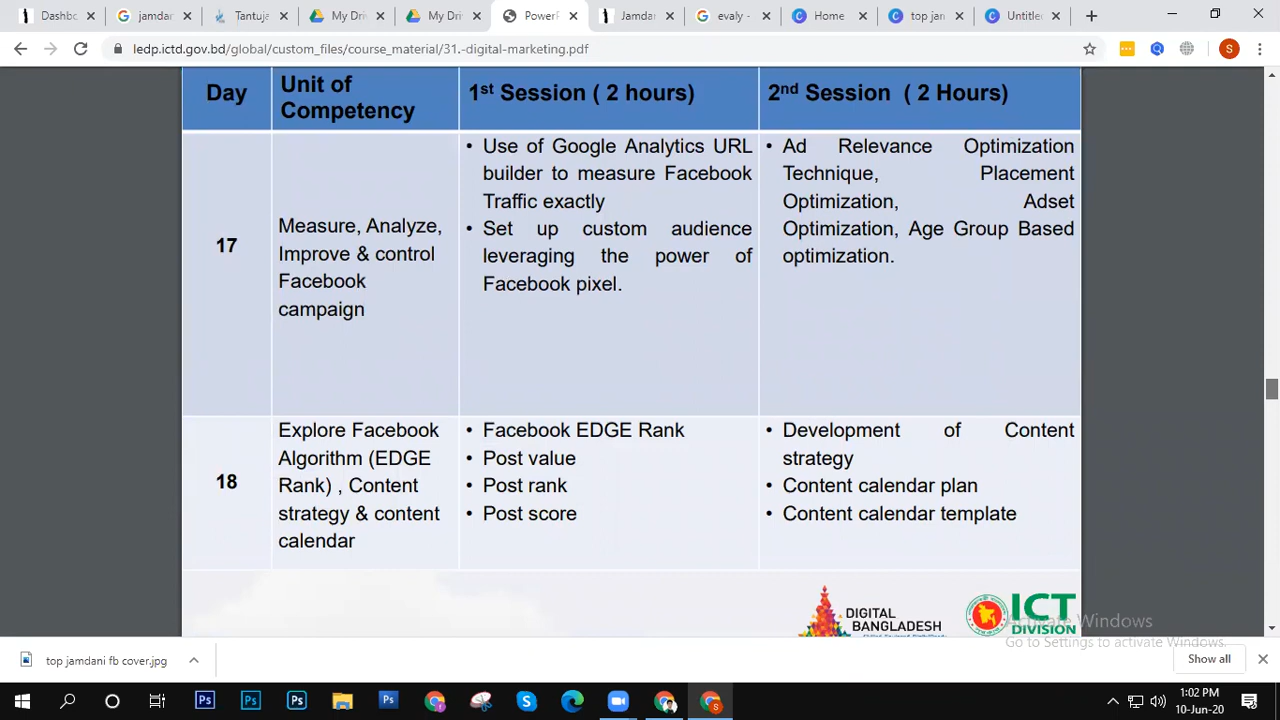 Dashbo
jamdar
Tantuja
My Driv
My Driv
PowerP
Jamdan
evaly -
Home
top jan
Untitled
ledp.ictd.gov.bd/global/custom_files/course_material/31.-digital-marketing.pdf
S
Day
Unit of
Competency
1st Session ( 2 hours)
2nd Session ( 2 Hours)
17
Measure, Analyze,
Improve & control
Facebook
campaign
• Use of Google Analytics URL
builder to measure Facebook
Traffic exactly
• Set up custom audience
leveraging the power of
Facebook pixel.
• Ad Relevance Optimization
Technique, Placement
Optimization, Adset
Optimization, Age Group Based
optimization.
18
Explore Facebook
Algorithm (EDGE
Rank) , Content
strategy & content
calendar
• Facebook EDGE Rank
• Post value
• Post rank
• Post score
• Development of Content
strategy
• Content calendar plan
• Content calendar template
DIGITAL
BANGLADESH
ICT
DIVISION
Activate Windows
Go to Settings to activate Windows.
top jamdani fb cover.jpg
Show all
1:02 PM
10-Jun-20